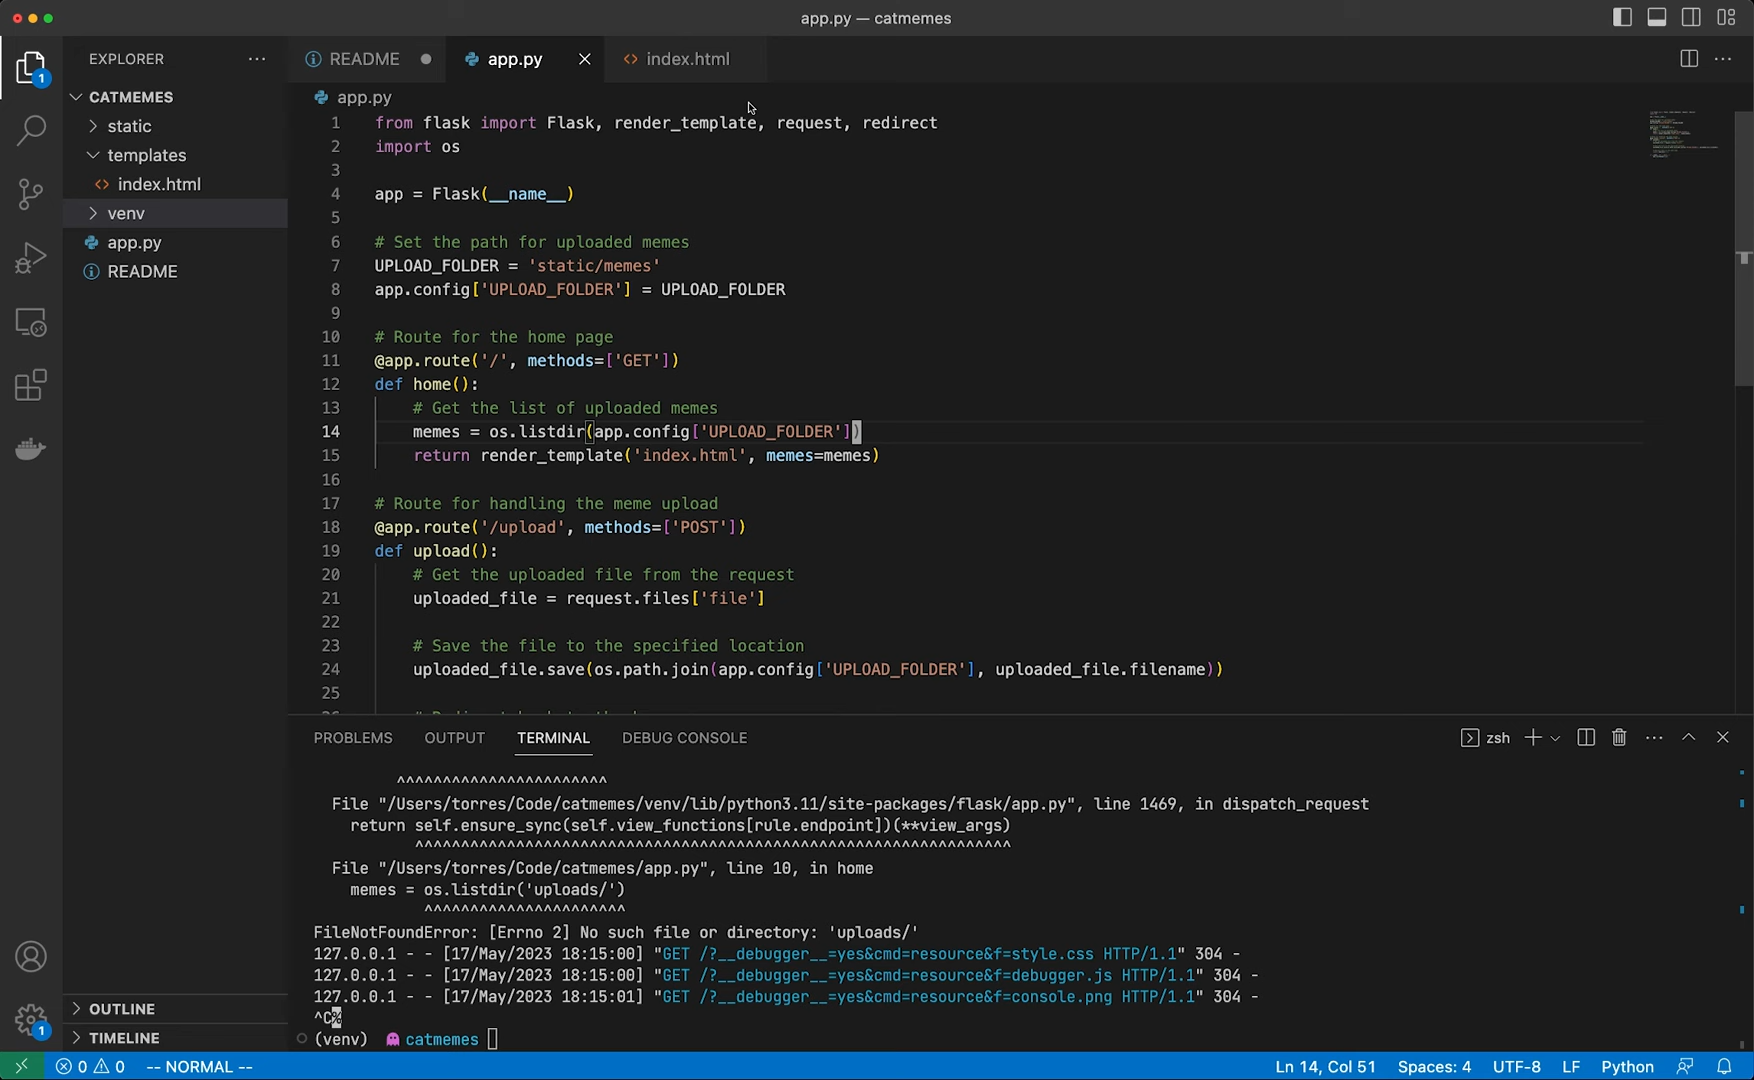 app.py — catmemes
EXPLORER
README
app.py
index.html
1
CATMEMES
static
templates
index.html
venv
app.py
README
app.py
1 from flask import Flask, render_template, request, redirect
2 import os
3
4 app = Flask(__name__)
5
6 # Set the path for uploaded memes
7 UPLOAD_FOLDER = 'static/memes'
8 app.config['UPLOAD_FOLDER'] = UPLOAD_FOLDER
9
10 # Route for the home page
11 @app.route('/', methods=['GET'])
12 def home():
13 # Get the list of uploaded memes
14 memes = os.listdir(app.config['UPLOAD_FOLDER'])
15 return render_template('index.html', memes=memes)
16
17 # Route for handling the meme upload
18 @app.route('/upload', methods=['POST'])
19 def upload():
20 # Get the uploaded file from the request
21 uploaded_file = request.files['file']
22
23 # Save the file to the specified location
24 uploaded_file.save(os.path.join(app.config['UPLOAD_FOLDER'], uploaded_file.filename))
25
PROBLEMS OUTPUT TERMINAL DEBUG CONSOLE
zsh
^^^^^^^^^^^^^^^^^^^^^^^
File "/Users/torres/Code/catmemes/venv/lib/python3.11/site-packages/flask/app.py", line 1469, in dispatch_request
return self.ensure_sync(self.view_functions[rule.endpoint])(**view_args)
^^^^^^^^^^^^^^^^^^^^^^^^^^^^^^^^^^^^^^^^^^^^^^^^^^^^^^^^^^^^^^^^^
File "/Users/torres/Code/catmemes/app.py", line 10, in home
memes = os.listdir('uploads/')
^^^^^^^^^^^^^^^^^^^^^^
FileNotFoundError: [Errno 2] No such file or directory: 'uploads/'
127.0.0.1 - - [17/May/2023 18:15:00] "GET /?__debugger__=yes&cmd=resource&f=style.css HTTP/1.1" 304 -
127.0.0.1 - - [17/May/2023 18:15:00] "GET /?__debugger__=yes&cmd=resource&f=debugger.js HTTP/1.1" 304 -
127.0.0.1 - - [17/May/2023 18:15:01] "GET /?__debugger__=yes&cmd=resource&f=console.png HTTP/1.1" 304 -
^C%
(venv) catmemes
OUTLINE
TIMELINE
1
0 0 -- NORMAL --
Ln 14, Col 51 Spaces: 4 UTF-8 LF Python